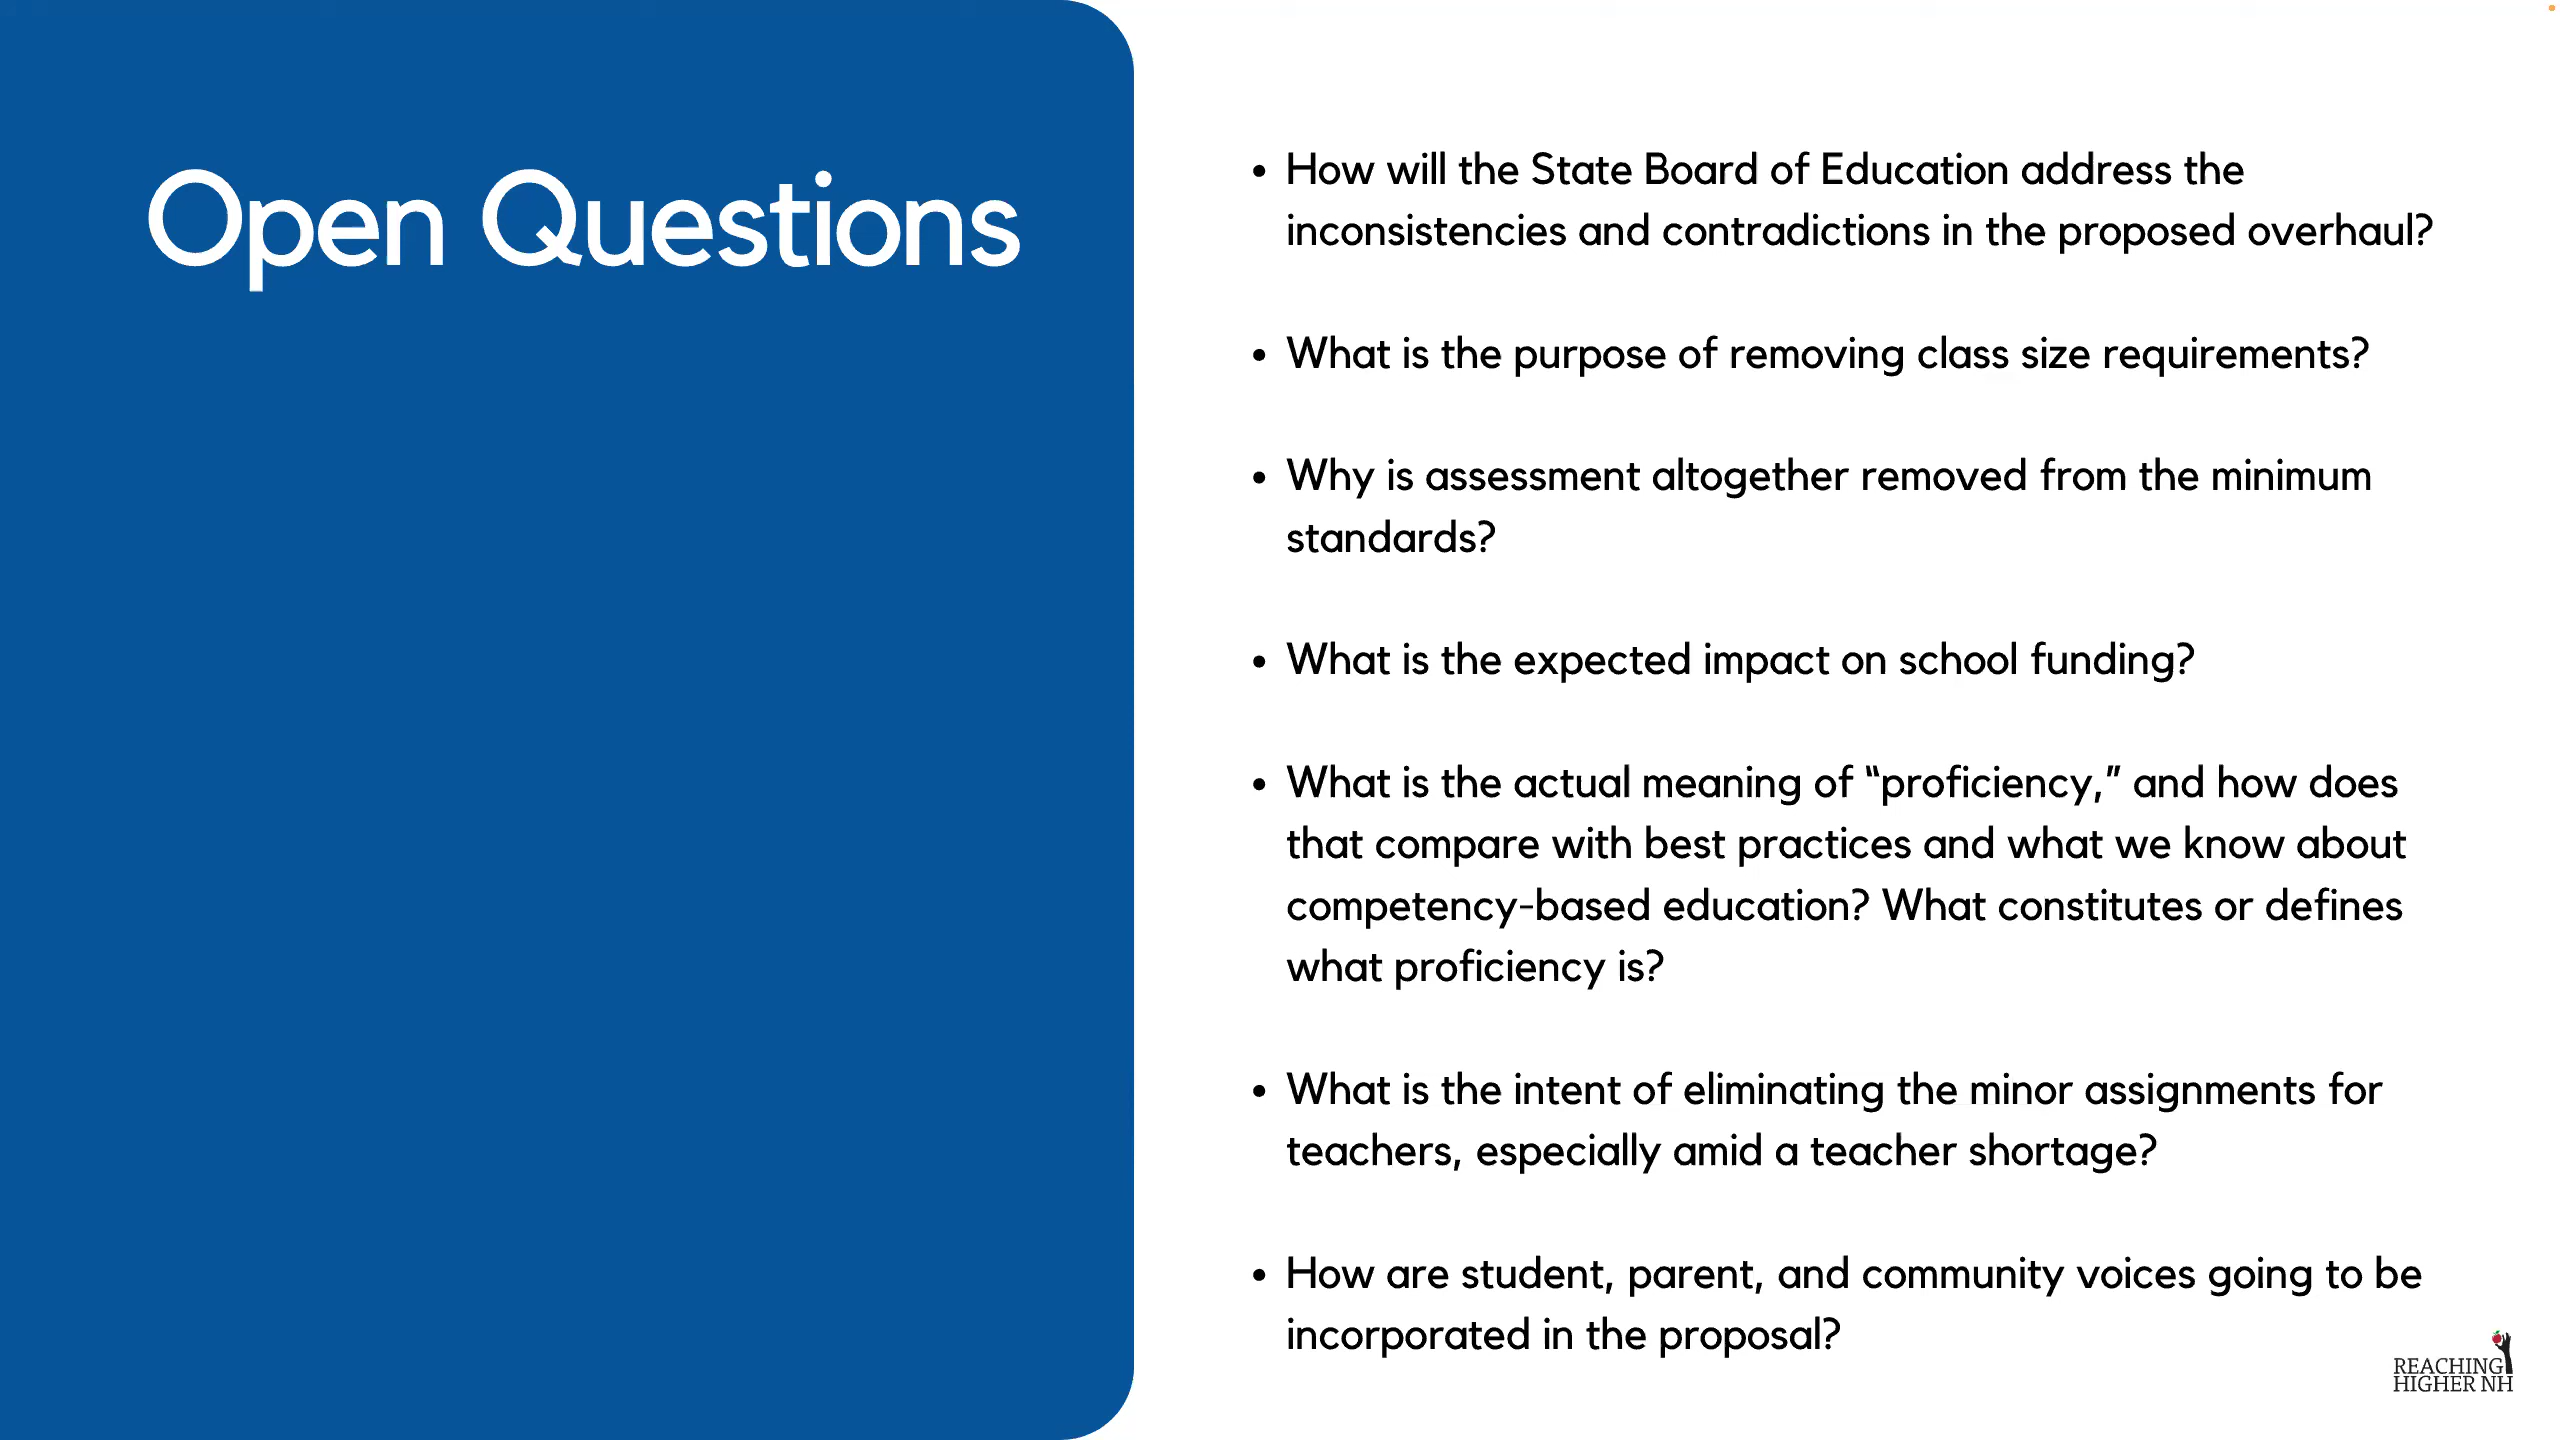 Open Questions
• How will the State Board of Education address the
inconsistencies and contradictions in the proposed overhaul?
• What is the purpose of removing class size requirements?
• Why is assessment altogether removed from the minimum
standards?
• What is the expected impact on school funding?
• What is the actual meaning of “proficiency,” and how does
that compare with best practices and what we know about
competency-based education? What constitutes or defines
what proficiency is?
• What is the intent of eliminating the minor assignments for
teachers, especially amid a teacher shortage?
• How are student, parent, and community voices going to be
incorporated in the proposal?
REACHING
HIGHER NH